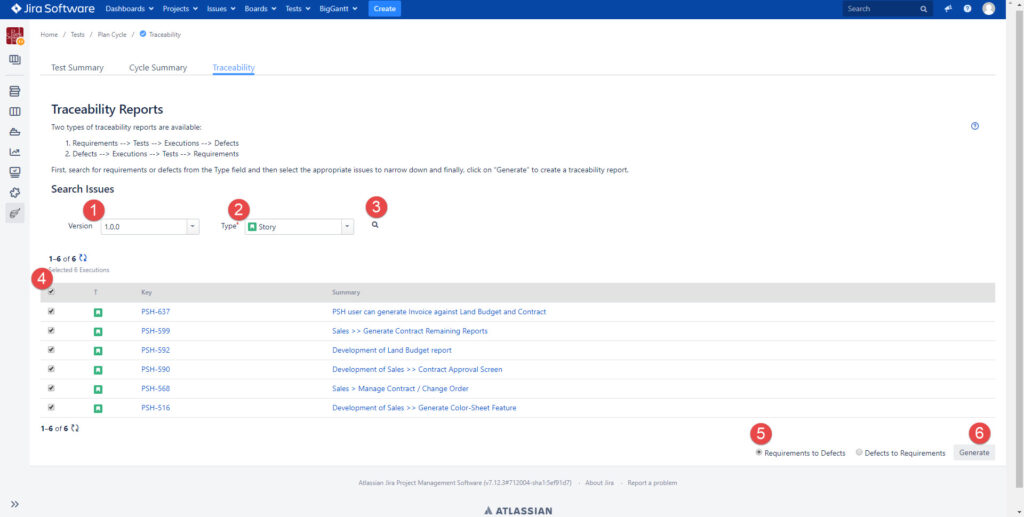 Jira Software Dashboards Projects Issues Boards Tests BigGantt Create Search
Home / Tests / Plan Cycle / Traceability
Test Summary Cycle Summary Traceability
Traceability Reports
Two types of traceability reports are available:
1. Requirements --> Tests --> Executions --> Defects
2. Defects --> Executions --> Tests --> Requirements
First, search for requirements or defects from the Type field and then select the appropriate issues to narrow down and finally, click on "Generate" to create a traceability report.
Search Issues
1 2 3
Version 1.0.0 Type* Story
1–6 of 6
Selected 6 Executions
4
↑ Key Summary
PSH-637 PSH user can generate Invoice against Land Budget and Contract
PSH-599 Sales >> Generate Contract Remaining Reports
PSH-592 Development of Land Budget report
PSH-590 Development of Sales >> Contract Approval Screen
PSH-568 Sales > Manage Contract / Change Order
PSH-516 Development of Sales >> Generate Color-Sheet Feature
1–6 of 6
5 6
Requirements to Defects Defects to Requirements Generate
Atlassian Jira Project Management Software (v7.12.3#712004-sha1:5ef91d7) · About Jira · Report a problem
ATLASSIAN